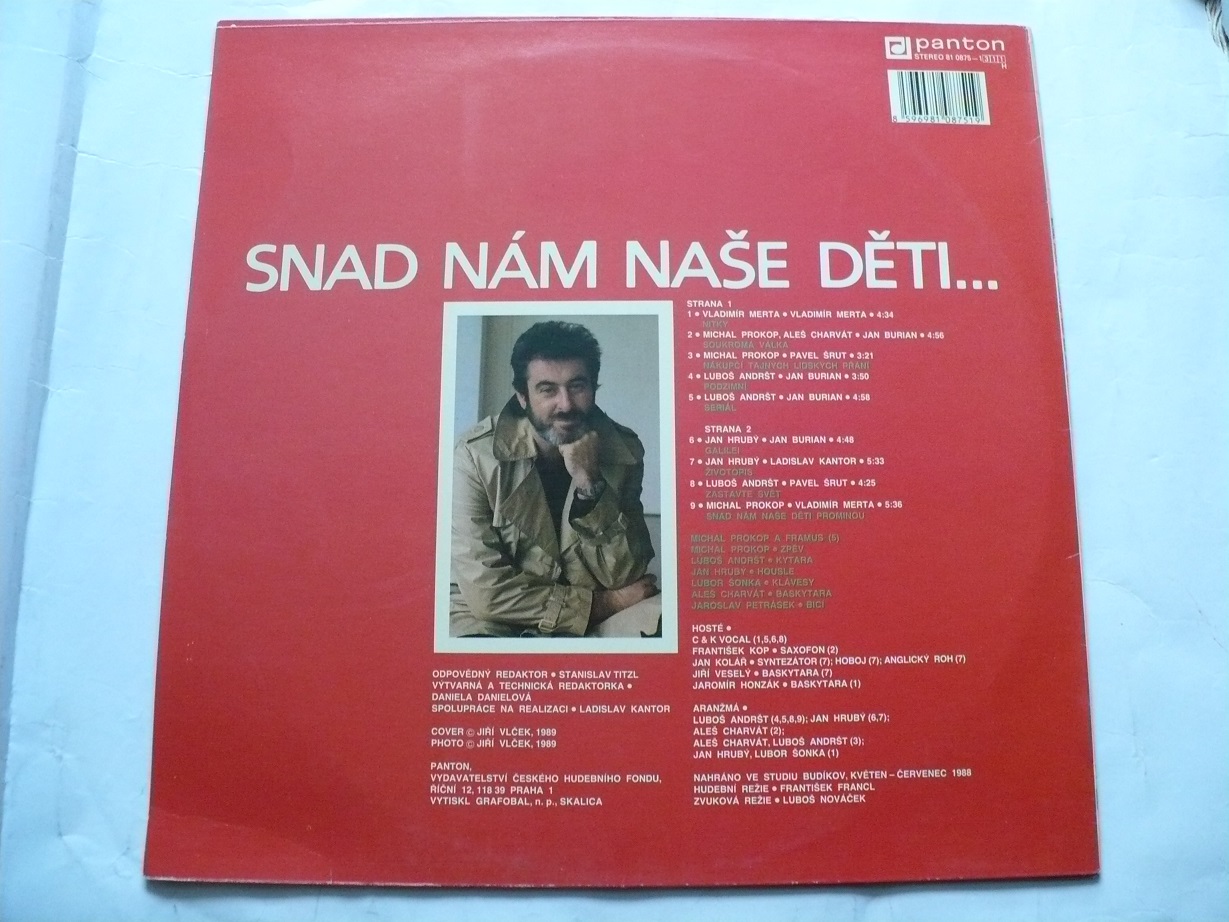 panton
STEREO 81 0875-1
H
8 596981 087519
SNAD NÁM NAŠE DĚTI...
STRANA 1
1 • VLADIMÍR MERTA • VLADIMÍR MERTA • 4:34
NITKY
2 • MICHAL PROKOP, ALEŠ CHARVÁT • JAN BURIAN • 4:56
SOUKROMÁ VÁLKA
3 • MICHAL PROKOP • PAVEL ŠRUT • 3:21
NÁKUPČÍ TAJNÝCH LIDSKÝCH PŘÁNÍ
4 • LUBOŠ ANDRŠT • JAN BURIAN • 3:50
PODZIMNÍ
5 • LUBOŠ ANDRŠT • JAN BURIAN • 4:58
SERIÁL
STRANA 2
6 • JAN HRUBÝ • JAN BURIAN • 4:48
GALILEI
7 • JAN HRUBÝ • LADISLAV KANTOR • 5:33
ŽIVOTOPIS
8 • LUBOŠ ANDRŠT • PAVEL ŠRUT • 4:25
ZASTAVTE SVĚT
9 • MICHAL PROKOP • VLADIMÍR MERTA • 5:36
SNAD NÁM NAŠE DĚTI PROMINOU
MICHAL PROKOP A FRAMUS (5)
MICHAL PROKOP • ZPĚV
LUBOŠ ANDRŠT • KYTARA
JAN HRUBÝ • HOUSLE
LUBOR ŠONKA • KLÁVESY
ALEŠ CHARVÁT • BASKYTARA
JAROSLAV PETRÁSEK • BICÍ
HOSTÉ •
C & K VOCAL (1,5,6,8)
FRANTIŠEK KOP • SAXOFON (2)
JAN KOLÁŘ • SYNTEZÁTOR (7); HOBOJ (7); ANGLICKÝ ROH (7)
JIŘÍ VESELÝ • BASKYTARA (7)
JAROMÍR HONZÁK • BASKYTARA (1)
ARANŽMÁ •
LUBOŠ ANDRŠT (4,5,8,9); JAN HRUBÝ (6,7);
ALEŠ CHARVÁT (2);
ALEŠ CHARVÁT, LUBOŠ ANDRŠT (3);
JAN HRUBÝ, LUBOR ŠONKA (1)
NAHRÁNO VE STUDIU BUDÍKOV, KVĚTEN – ČERVENEC 1988
HUDEBNÍ REŽIE • FRANTIŠEK FRANCL
ZVUKOVÁ REŽIE • LUBOŠ NOVÁČEK
ODPOVĚDNÝ REDAKTOR • STANISLAV TITZL
VÝTVARNÁ A TECHNICKÁ REDAKTORKA •
DANIELA DANIELOVÁ
SPOLUPRÁCE NA REALIZACI • LADISLAV KANTOR
COVER © JIŘÍ VLČEK, 1989
PHOTO © JIŘÍ VLČEK, 1989
PANTON,
VYDAVATELSTVÍ ČESKÉHO HUDEBNÍHO FONDU,
ŘÍČNÍ 12, 118 39 PRAHA 1
VYTISKL GRAFOBAL, n. p., SKALICA